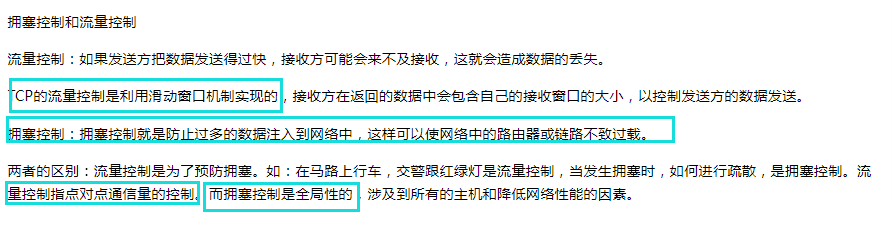 拥塞控制和流量控制
流量控制：如果发送方把数据发送得过快，接收方可能会来不及接收，这就会造成数据的丢失。
TCP的流量控制是利用滑动窗口机制实现的，接收方在返回的数据中会包含自己的接收窗口的大小，以控制发送方的数据发送。
拥塞控制：拥塞控制就是防止过多的数据注入到网络中，这样可以使网络中的路由器或链路不致过载。
两者的区别：流量控制是为了预防拥塞。如：在马路上行车，交警跟红绿灯是流量控制，当发生拥塞时，如何进行疏散，是拥塞控制。流
量控制指点对点通信量的控制。而拥塞控制是全局性的，涉及到所有的主机和降低网络性能的因素。